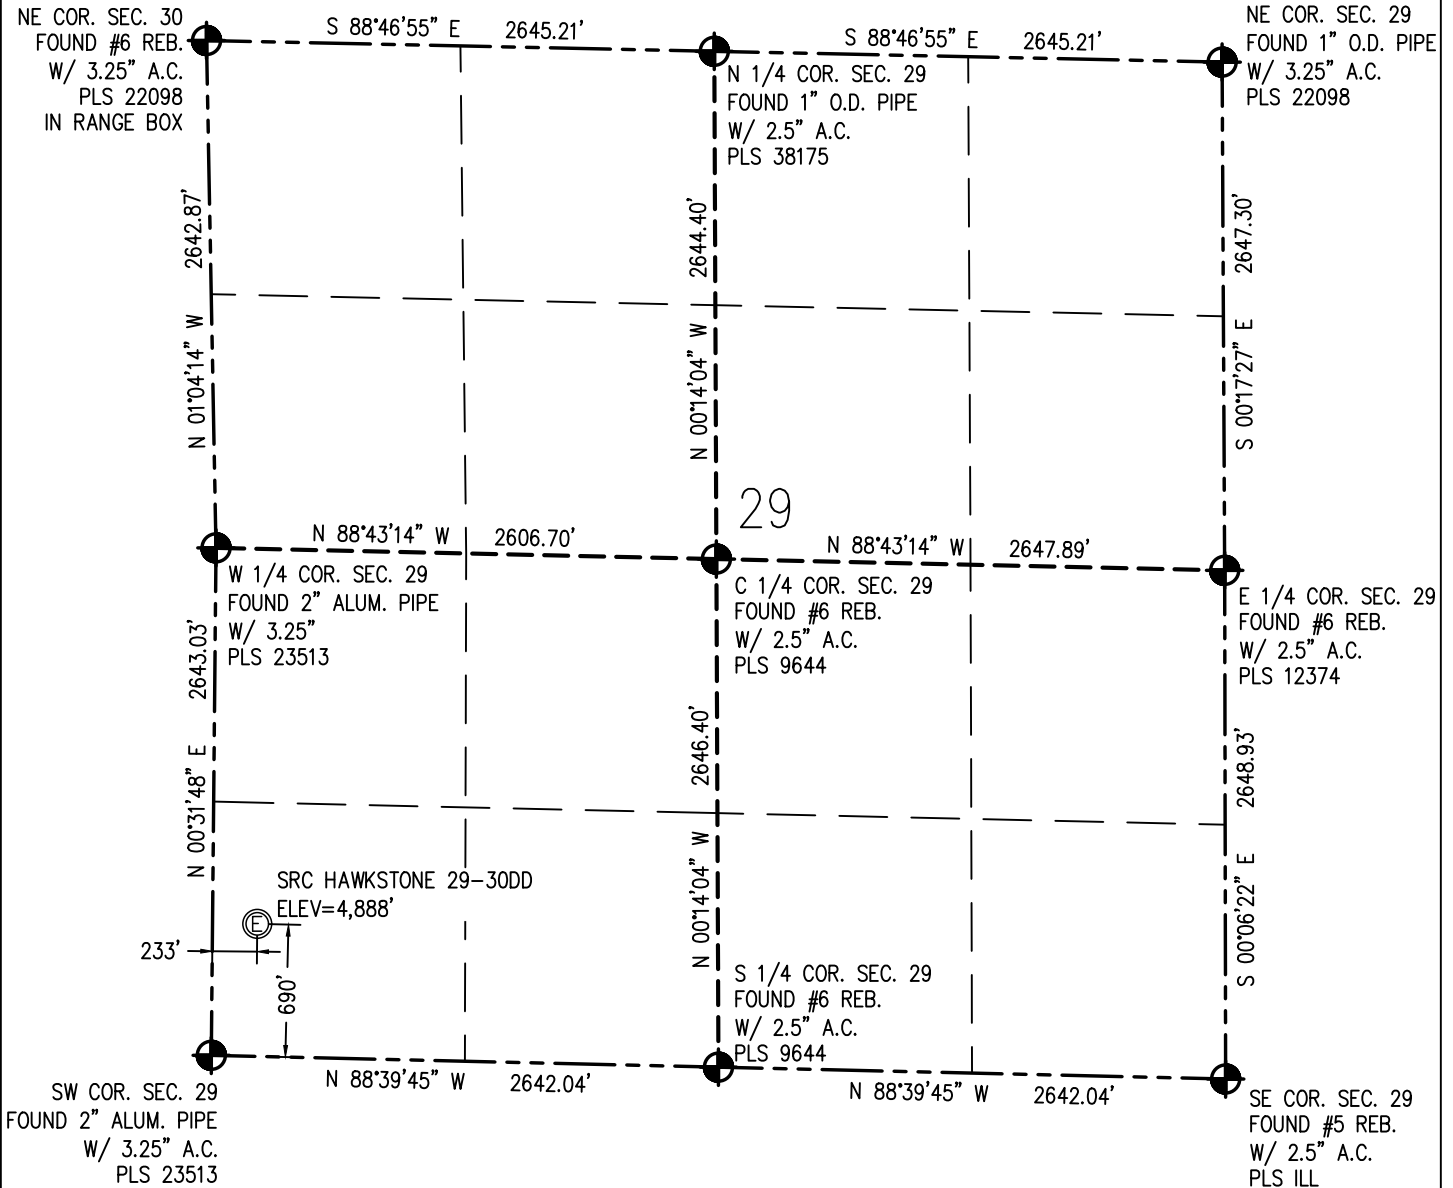 NE COR. SEC. 30
FOUND #6 REB.
W/ 3.25" A.C.
PLS 22098
IN RANGE BOX
S 88°46'55" E 2645.21'
S 88°46'55" E 2645.21'
NE COR. SEC. 29
FOUND 1" O.D. PIPE
W/ 3.25" A.C.
PLS 22098
N 1/4 COR. SEC. 29
FOUND 1" O.D. PIPE
W/ 2.5" A.C.
PLS 38175
N 01°04'14" W 2642.87'
N 00°14'04" W 2644.40'
S 00°17'27" E 2647.30'
29
N 88°43'14" W 2606.70'
N 88°43'14" W 2647.89'
W 1/4 COR. SEC. 29
FOUND 2" ALUM. PIPE
W/ 3.25"
PLS 23513
C 1/4 COR. SEC. 29
FOUND #6 REB.
W/ 2.5" A.C.
PLS 9644
E 1/4 COR. SEC. 29
FOUND #6 REB.
W/ 2.5" A.C.
PLS 12374
N 00°31'48" E 2643.03'
N 00°14'04" W 2646.40'
S 00°06'22" E 2648.93'
SRC HAWKSTONE 29-30DD
ELEV=4,888'
E
233'
690'
S 1/4 COR. SEC. 29
FOUND #6 REB.
W/ 2.5" A.C.
PLS 9644
N 88°39'45" W 2642.04'
N 88°39'45" W 2642.04'
SW COR. SEC. 29
FOUND 2" ALUM. PIPE
W/ 3.25" A.C.
PLS 23513
SE COR. SEC. 29
FOUND #5 REB.
W/ 2.5" A.C.
PLS ILL